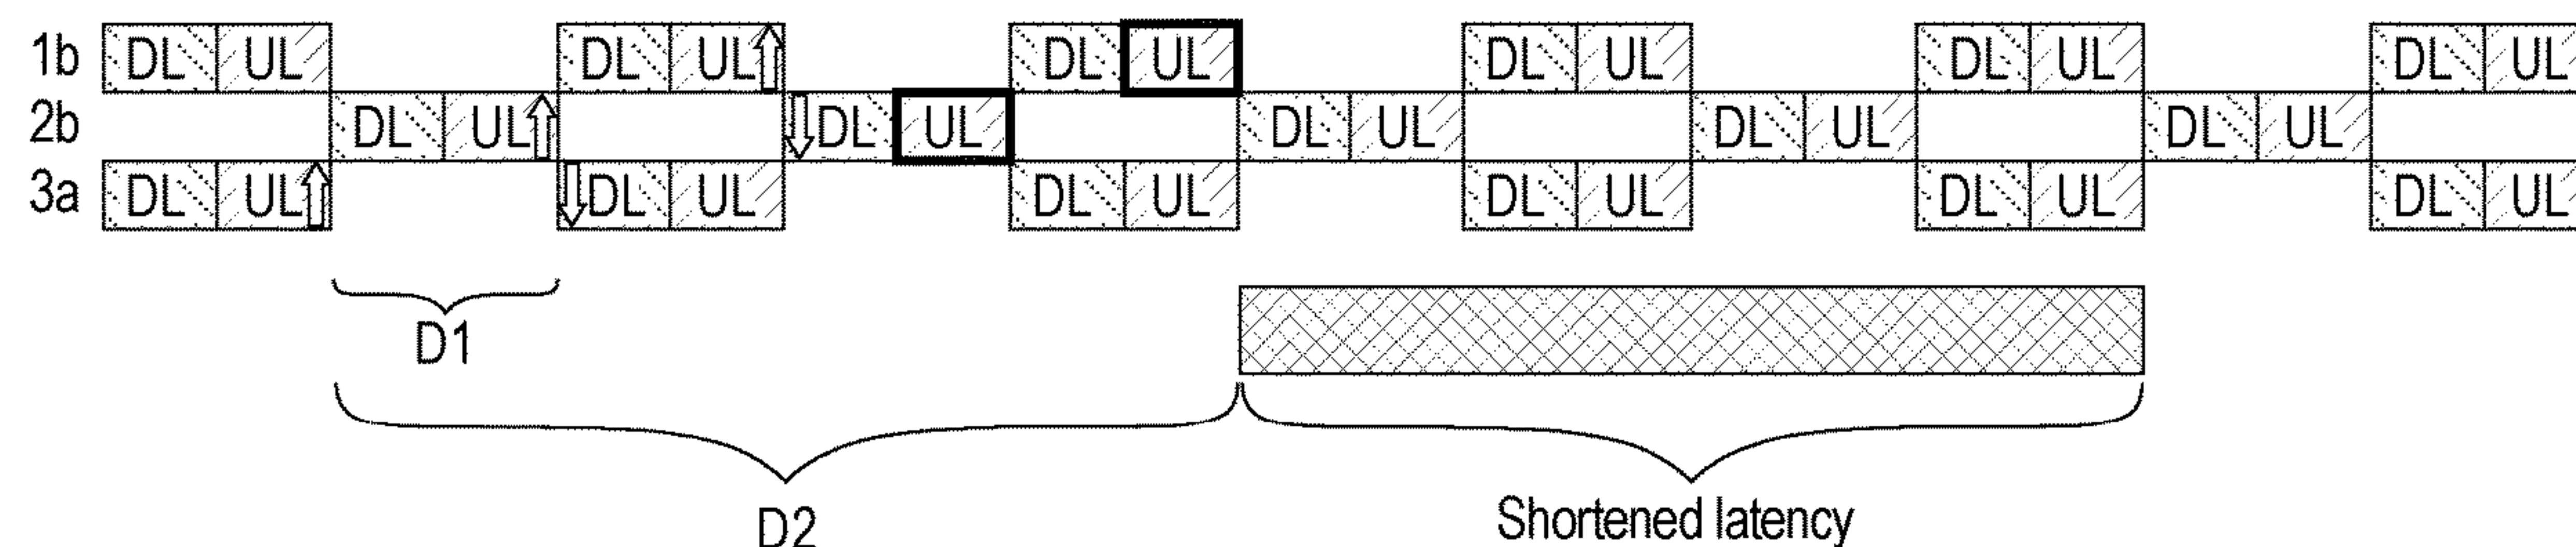 1b DL UL DL UL DL UL DL UL DL UL DL UL
2b DL UL DL UL DL UL DL UL DL UL
3a DL UL DL UL DL UL DL UL DL UL DL UL
D1
D2 Shortened latency